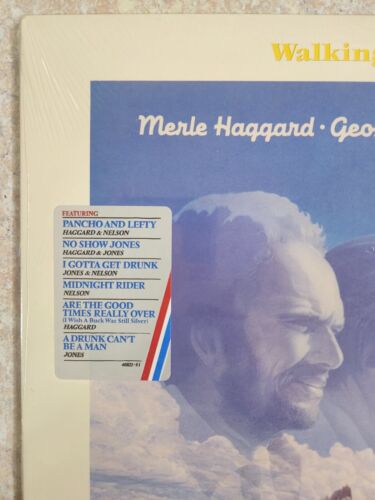 Walking
Merle Haggard · Geo
FEATURING
PANCHO AND LEFTY
HAGGARD & NELSON
NO SHOW JONES
HAGGARD & JONES
I GOTTA GET DRUNK
JONES & NELSON
MIDNIGHT RIDER
NELSON
ARE THE GOOD
TIMES REALLY OVER
(I Wish A Buck Was Still Silver)
HAGGARD
A DRUNK CAN'T
BE A MAN
JONES